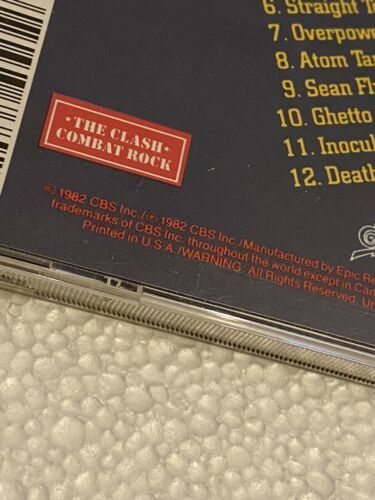 6. Straight
7. Overpow
8. Atom Tan
9. Sean Fl
10. Ghetto
11. Inocul
12. Death
THE CLASH
COMBAT ROCK
© 1982 CBS Inc./ ℗ 1982 CBS Inc./Manufactured by Epic Re
trademarks of CBS Inc. throughout the world except in Can
Printed in U.S.A./WARNING: All Rights Reserved. Un